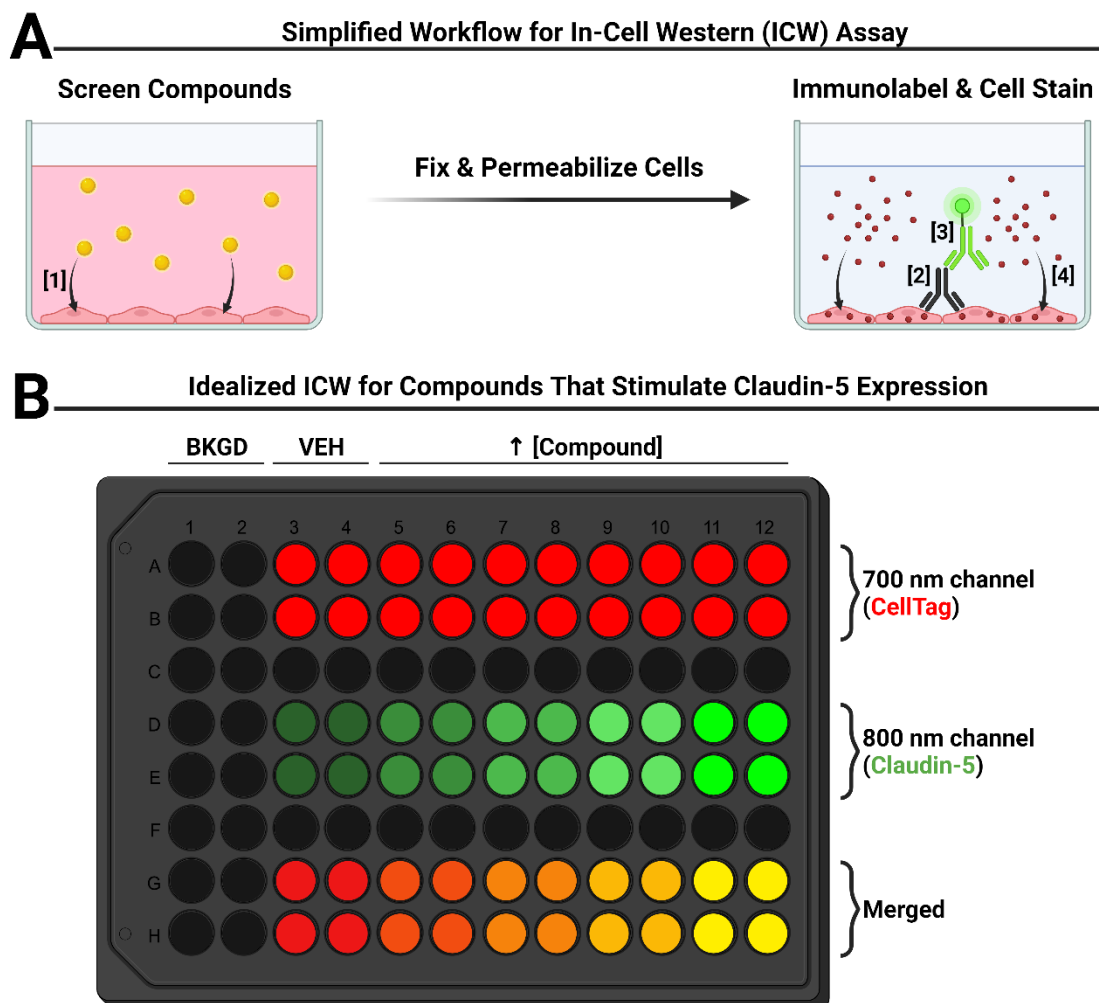 A
Simplified Workflow for In-Cell Western (ICW) Assay
Screen Compounds
Immunolabel & Cell Stain
Fix & Permeabilize Cells
[1]
[2]
[3]
[4]
B
Idealized ICW for Compounds That Stimulate Claudin-5 Expression
BKGD
VEH
↑ [Compound]
1 2 3 4 5 6 7 8 9 10 11 12
A
B
C
D
E
F
G
H
700 nm channel
(CellTag)
800 nm channel
(Claudin-5)
Merged